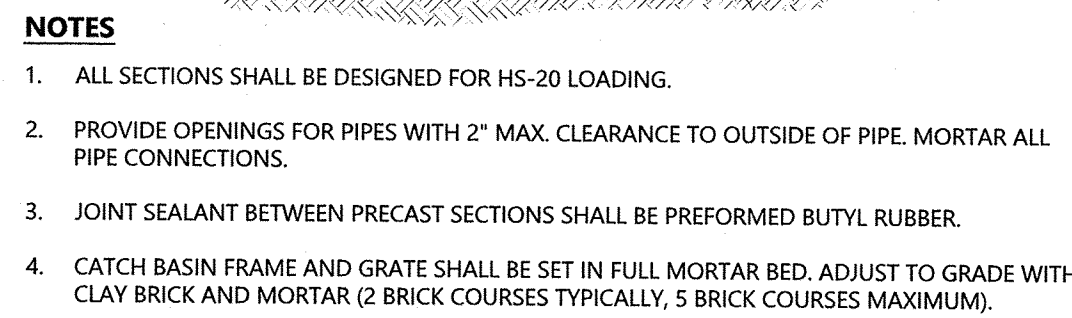 NOTES
1. ALL SECTIONS SHALL BE DESIGNED FOR HS-20 LOADING.
2. PROVIDE OPENINGS FOR PIPES WITH 2" MAX. CLEARANCE TO OUTSIDE OF PIPE. MORTAR ALL
PIPE CONNECTIONS.
3. JOINT SEALANT BETWEEN PRECAST SECTIONS SHALL BE PREFORMED BUTYL RUBBER.
4. CATCH BASIN FRAME AND GRATE SHALL BE SET IN FULL MORTAR BED. ADJUST TO GRADE WITH
CLAY BRICK AND MORTAR (2 BRICK COURSES TYPICALLY, 5 BRICK COURSES MAXIMUM).